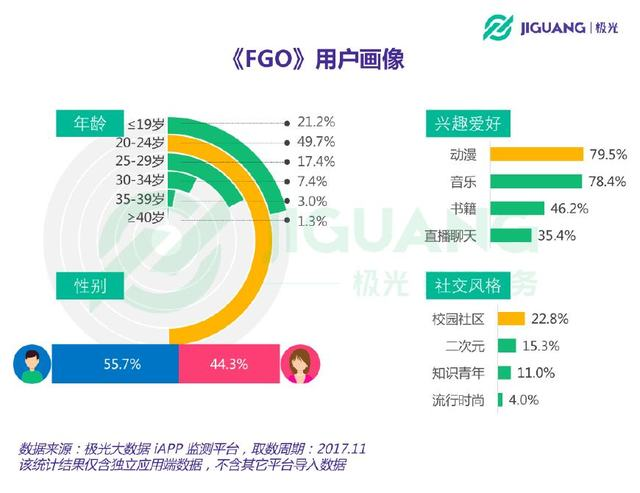 JIGUANG | 极光
《FGO》用户画像
年龄
≤19岁 21.2%
20-24岁 49.7%
25-29岁 17.4%
30-34岁 7.4%
35-39岁 3.0%
≥40岁 1.3%
性别
55.7% 44.3%
兴趣爱好
动漫 79.5%
音乐 78.4%
书籍 46.2%
直播聊天 35.4%
社交风格
校园社区 22.8%
二次元 15.3%
知识青年 11.0%
流行时尚 4.0%
JIGUANG
极光
务
数据来源：极光大数据 iAPP 监测平台，取数周期：2017.11
该统计结果仅含独立应用端数据，不含其它平台导入数据